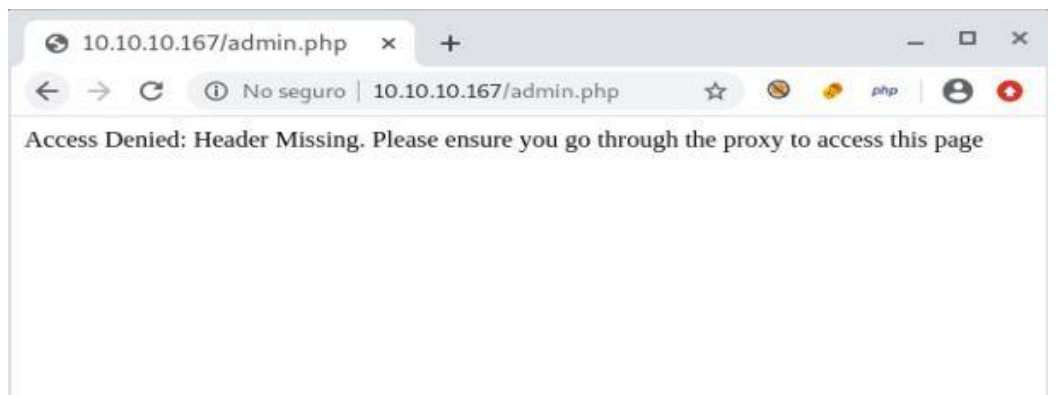 10.10.10.167/admin.php
No seguro | 10.10.10.167/admin.php
php
Access Denied: Header Missing. Please ensure you go through the proxy to access this page